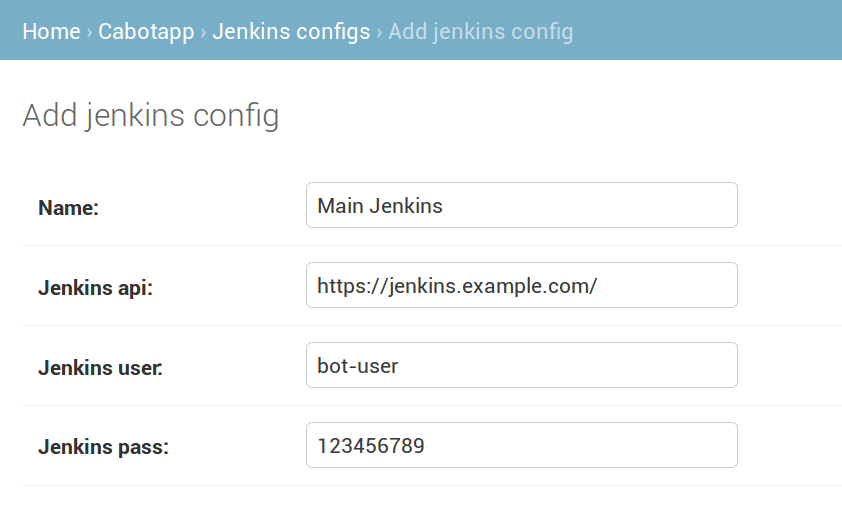 Home › Cabotapp › Jenkins configs › Add jenkins config
Add jenkins config
Name: Main Jenkins
Jenkins api: https://jenkins.example.com/
Jenkins user: bot-user
Jenkins pass: 123456789